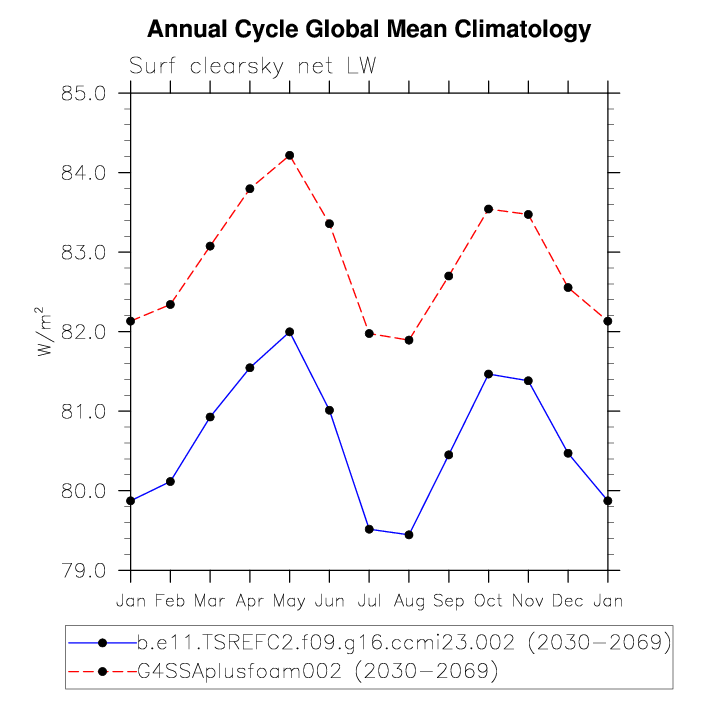 Annual Cycle Global Mean Climatology
Surf clearsky net LW
85.0
84.0
83.0
82.0
81.0
80.0
79.0
W/m²
Jan Feb Mar Apr May Jun Jul Aug Sep Oct Nov Dec Jan
b.e11.TSREFC2.f09.g16.ccmi23.002 (2030-2069)
G4SSAplusfoam002 (2030-2069)